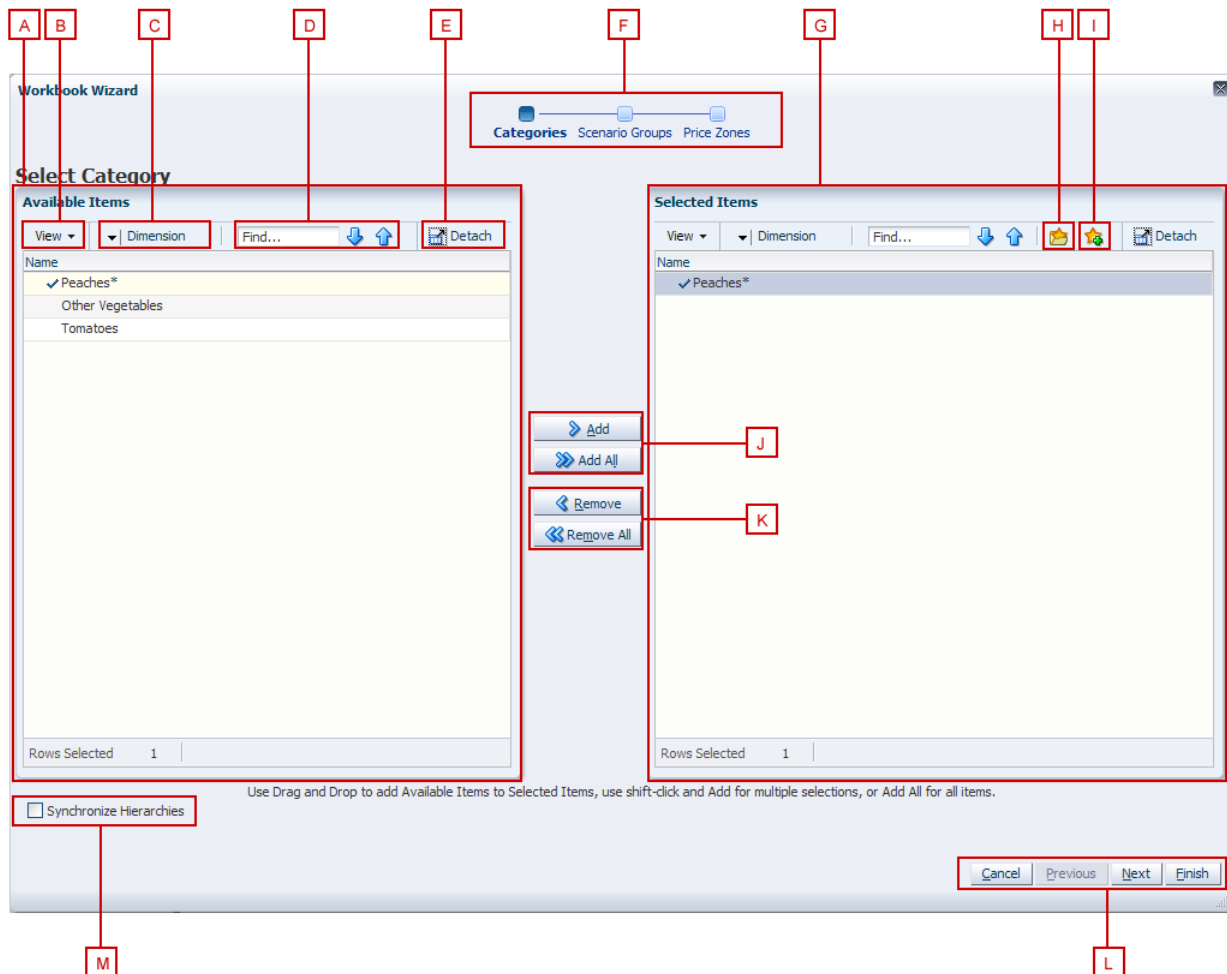 A B C D E F G H I
Workbook Wizard
Categories Scenario Groups Price Zones
Select Category
Available Items
View Dimension Find... Detach
Name
Peaches*
Other Vegetables
Tomatoes
Rows Selected 1
Selected Items
View Dimension Find... Detach
Name
Peaches*
Rows Selected 1
Add
Add All
J
Remove
Remove All
K
Use Drag and Drop to add Available Items to Selected Items, use shift-click and Add for multiple selections, or Add All for all items.
Synchronize Hierarchies
Cancel Previous Next Finish
M L